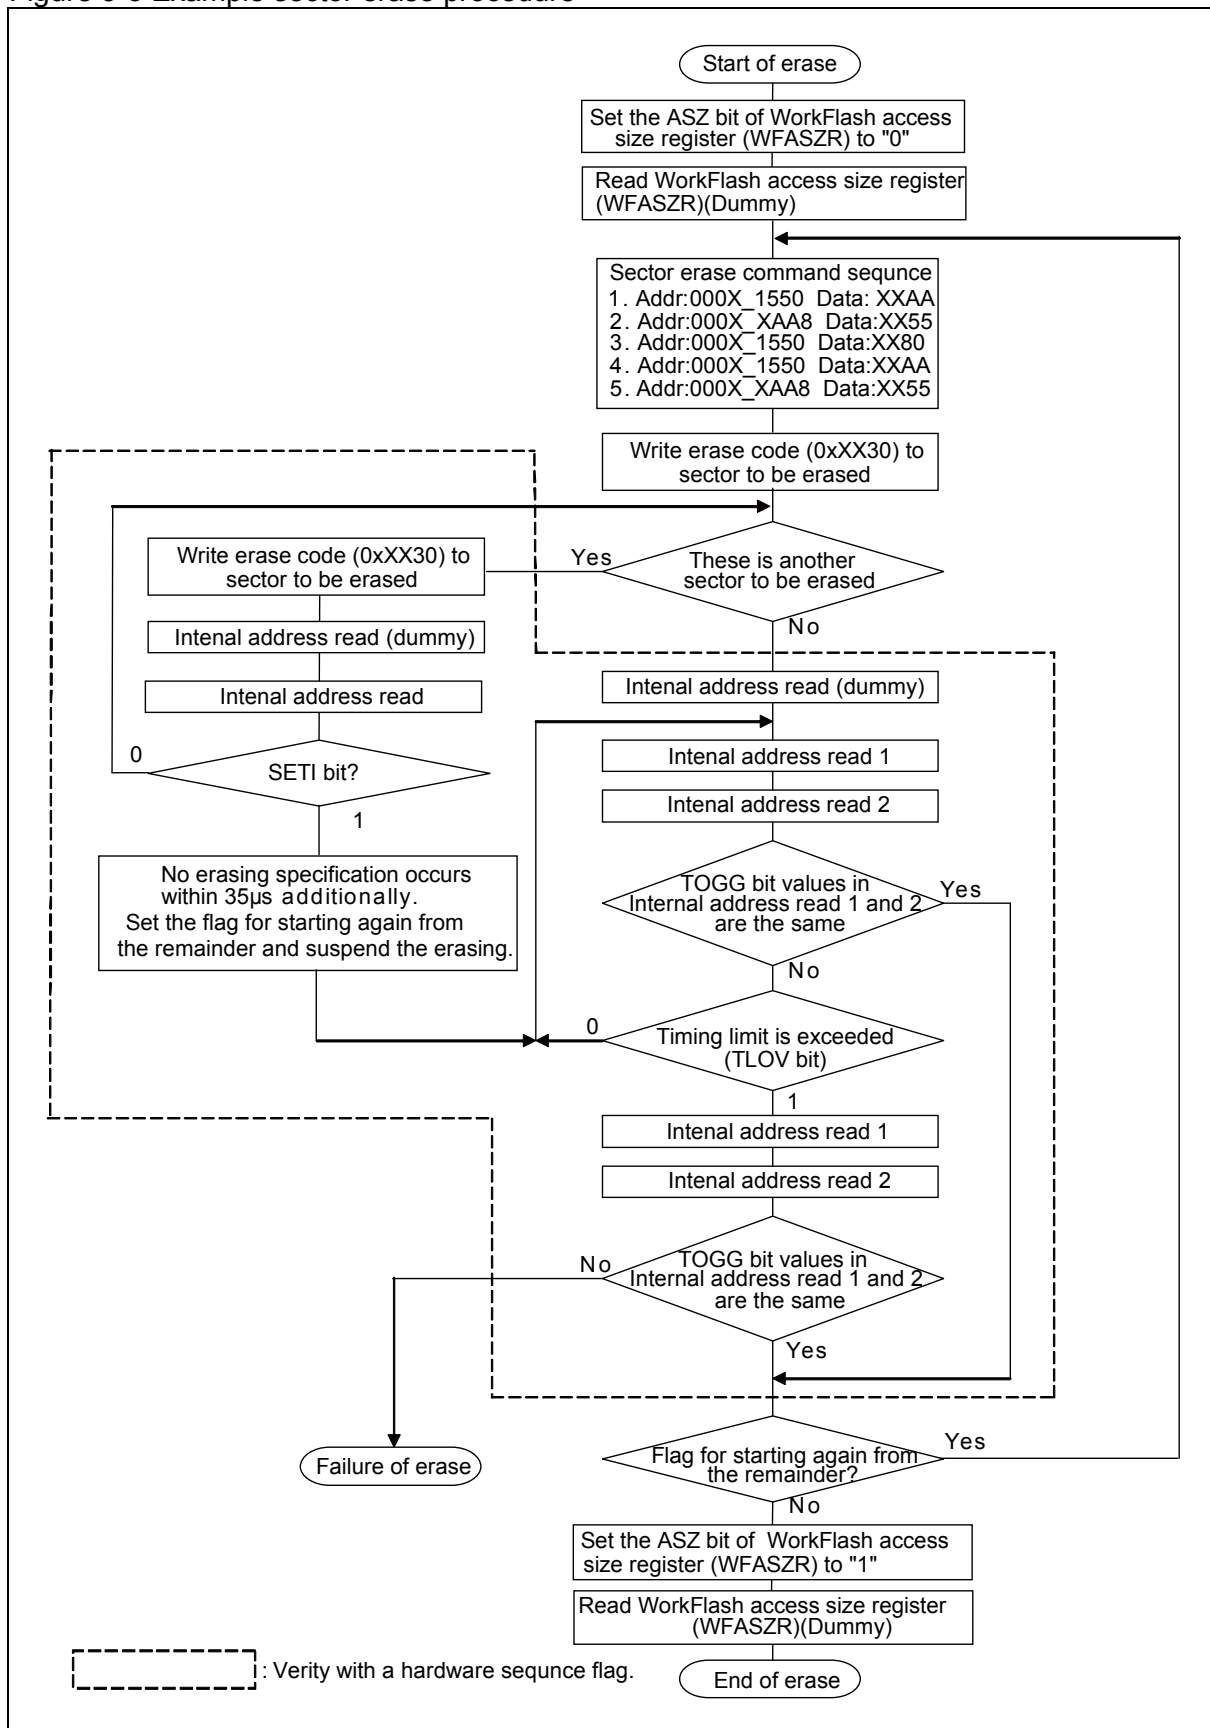 Figure 3-3 Example sector erase procedure
Start of erase
Set the ASZ bit of WorkFlash access
size register (WFASZR) to "0"
Read WorkFlash access size register
(WFASZR)(Dummy)
Sector erase command sequnce
1. Addr:000X_1550 Data: XXAA
2. Addr:000X_XAA8 Data:XX55
3. Addr:000X_1550 Data:XX80
4. Addr:000X_1550 Data:XXAA
5. Addr:000X_XAA8 Data:XX55
Write erase code (0xXX30) to
sector to be erased
These is another
sector to be erased
Yes
No
Write erase code (0xXX30) to
sector to be erased
Intenal address read (dummy)
Intenal address read
SETI bit?
0
1
No erasing specification occurs
within 35µs additionally.
Set the flag for starting again from
the remainder and suspend the erasing.
Intenal address read (dummy)
Intenal address read 1
Intenal address read 2
TOGG bit values in
Internal address read 1 and 2
are the same
Yes
No
Timing limit is exceeded
(TLOV bit)
0
1
Intenal address read 1
Intenal address read 2
TOGG bit values in
Internal address read 1 and 2
are the same
No
Yes
Failure of erase
Flag for starting again from
the remainder?
Yes
No
Set the ASZ bit of WorkFlash access
size register (WFASZR) to "1"
Read WorkFlash access size register
(WFASZR)(Dummy)
End of erase
: Verity with a hardware sequnce flag.